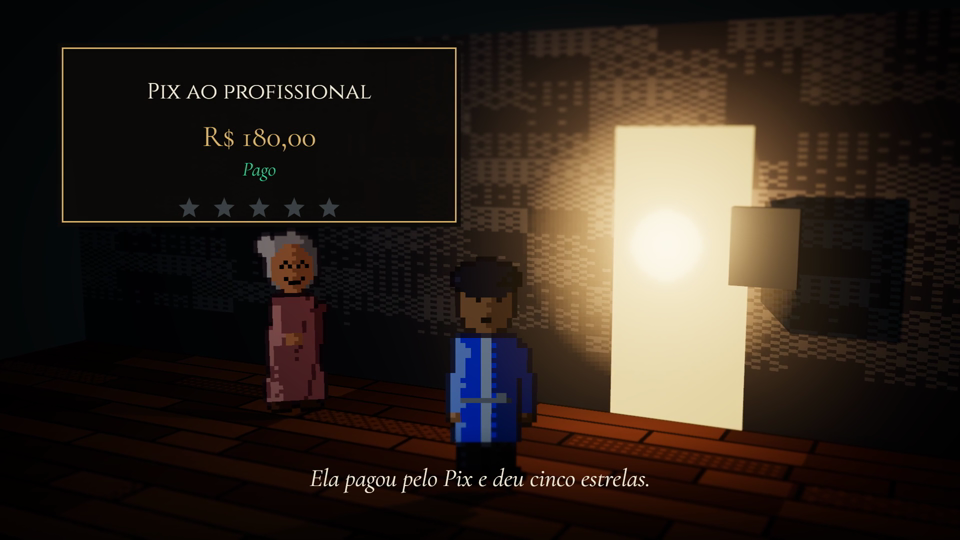 Pix ao profissional
R$ 180,00
Pago
Ela pagou pelo Pix e deu cinco estrelas.